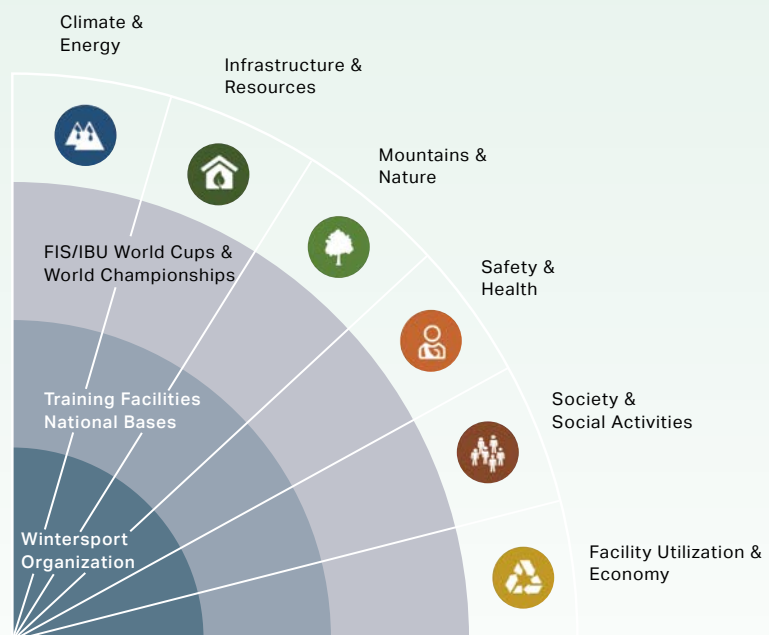 Climate &
Energy
Infrastructure &
Resources
Mountains &
Nature
FIS/IBU World Cups &
World Championships
Safety &
Health
Training Facilities
National Bases
Society &
Social Activities
Wintersport
Organization
Facility Utilization &
Economy